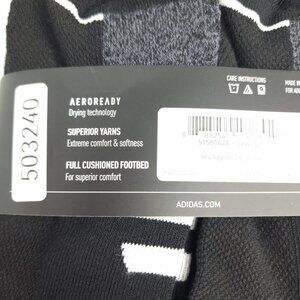 503240
AEROREADY
Drying technology
SUPERIOR YARNS
Extreme comfort & softness
FULL CUSHIONED FOOTBED
For superior comfort
CARE INSTRUCTIONS
MADE
FOR
ADIDAS.COM